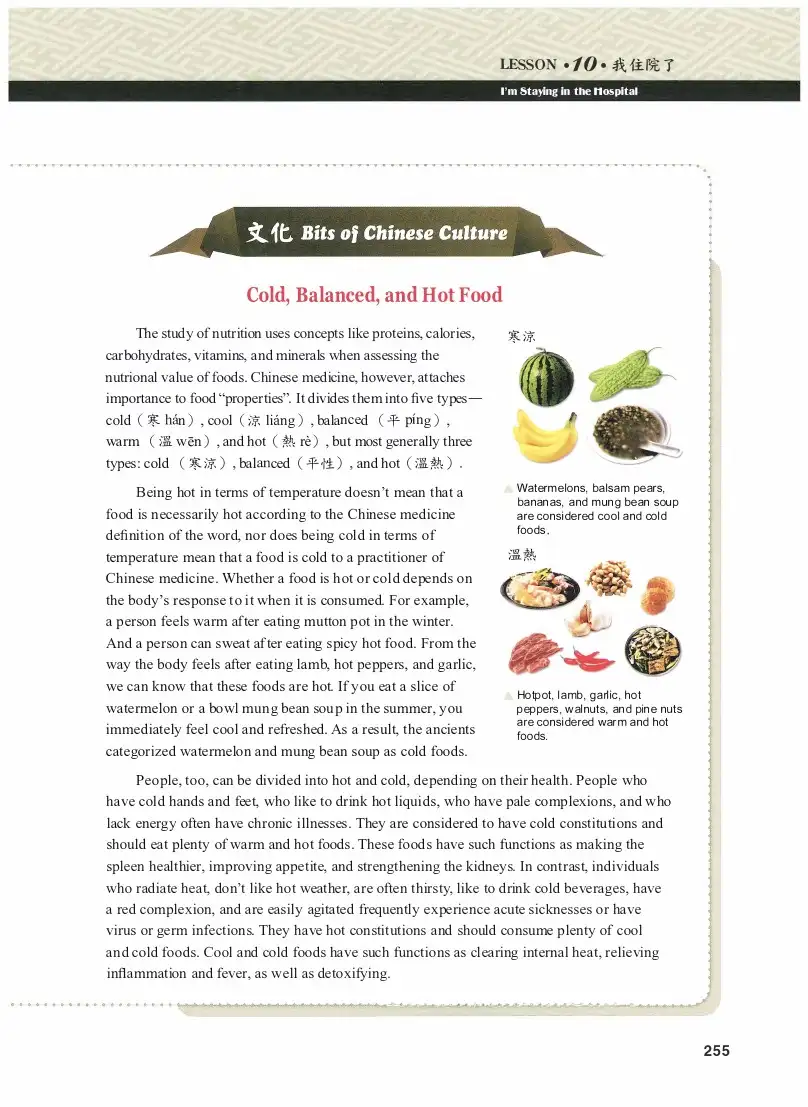 LESSON • 10 • 我住院了
I'm Staying in the Hospital
文化 Bits of Chinese Culture
Cold, Balanced, and Hot Food
The study of nutrition uses concepts like proteins, calories,
carbohydrates, vitamins, and minerals when assessing the
nutrional value of foods. Chinese medicine, however, attaches
importance to food “properties”. It divides them into five types—
cold（寒 hán）, cool（涼 liáng）, balanced （平 píng）,
warm （溫 wēn）, and hot（熱 rè）, but most generally three
types: cold （寒涼）, balanced（平性）, and hot（溫熱）.
Being hot in terms of temperature doesn’t mean that a
food is necessarily hot according to the Chinese medicine
definition of the word, nor does being cold in terms of
temperature mean that a food is cold to a practitioner of
Chinese medicine. Whether a food is hot or cold depends on
the body’s response to it when it is consumed. For example,
a person feels warm after eating mutton pot in the winter.
And a person can sweat after eating spicy hot food. From the
way the body feels after eating lamb, hot peppers, and garlic,
we can know that these foods are hot. If you eat a slice of
watermelon or a bowl mung bean soup in the summer, you
immediately feel cool and refreshed. As a result, the ancients
categorized watermelon and mung bean soup as cold foods.
寒涼
Watermelons, balsam pears,
bananas, and mung bean soup
are considered cool and cold
foods.
溫熱
Hotpot, lamb, garlic, hot
peppers, walnuts, and pine nuts
are considered warm and hot
foods.
People, too, can be divided into hot and cold, depending on their health. People who
have cold hands and feet, who like to drink hot liquids, who have pale complexions, and who
lack energy often have chronic illnesses. They are considered to have cold constitutions and
should eat plenty of warm and hot foods. These foods have such functions as making the
spleen healthier, improving appetite, and strengthening the kidneys. In contrast, individuals
who radiate heat, don’t like hot weather, are often thirsty, like to drink cold beverages, have
a red complexion, and are easily agitated frequently experience acute sicknesses or have
virus or germ infections. They have hot constitutions and should consume plenty of cool
and cold foods. Cool and cold foods have such functions as clearing internal heat, relieving
inflammation and fever, as well as detoxifying.
255